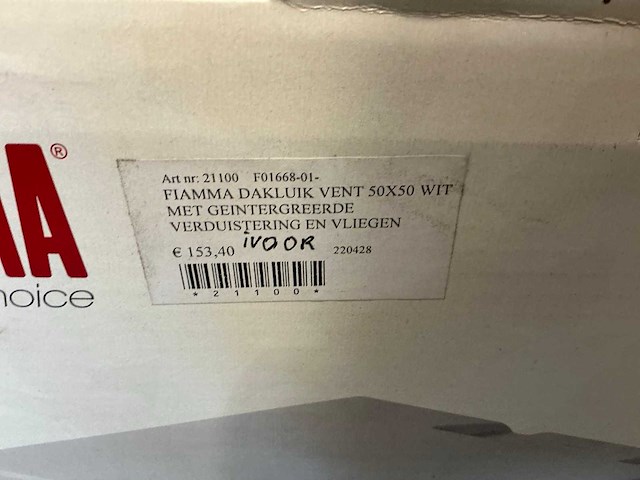 A®
hoice
Art nr: 21100 F01668-01-
FIAMMA DAKLUIK VENT 50X50 WIT
MET GEINTERGREERDE
VERDUISTERING EN VLIEGEN
€ 153,40 IVOOR 220428
*21100*